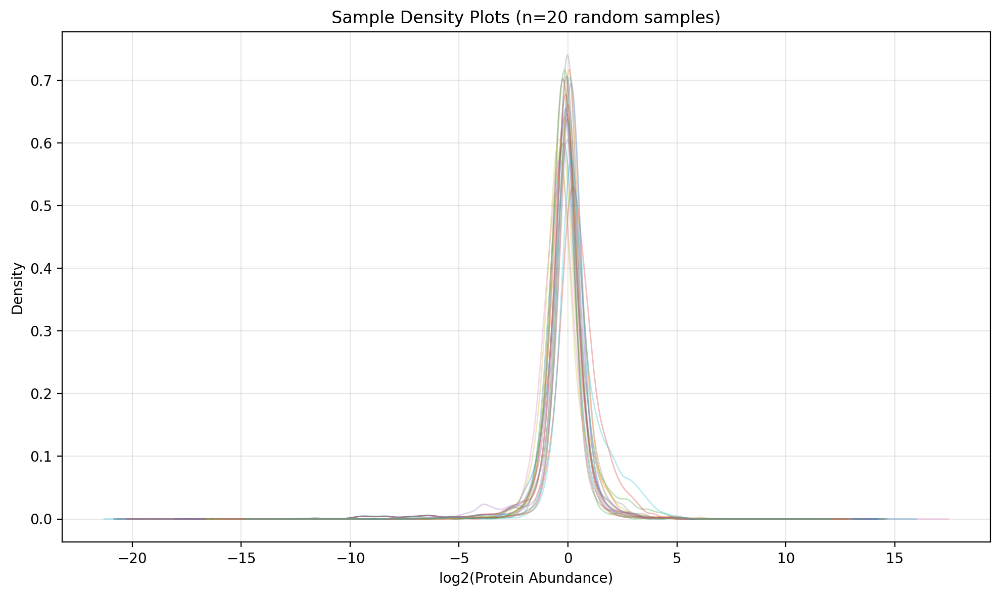 Sample Density Plots (n=20 random samples)
0.7
0.6
0.5
0.4
0.3
0.2
0.1
0.0
Density
−20 −15 −10 −5 0 5 10 15
log2(Protein Abundance)